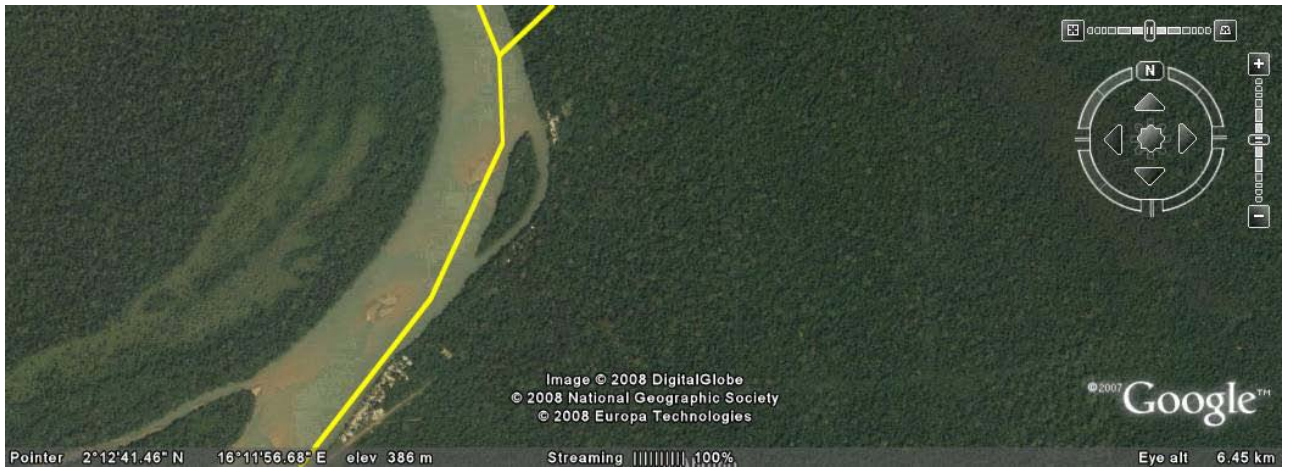 N
+
−
Image © 2008 DigitalGlobe
© 2008 National Geographic Society
© 2008 Europa Technologies
©2007 Google™
Pointer 2°12'41.46" N 16°11'56.68" E elev 386 m Streaming ||||||||| 100% Eye alt 6.45 km